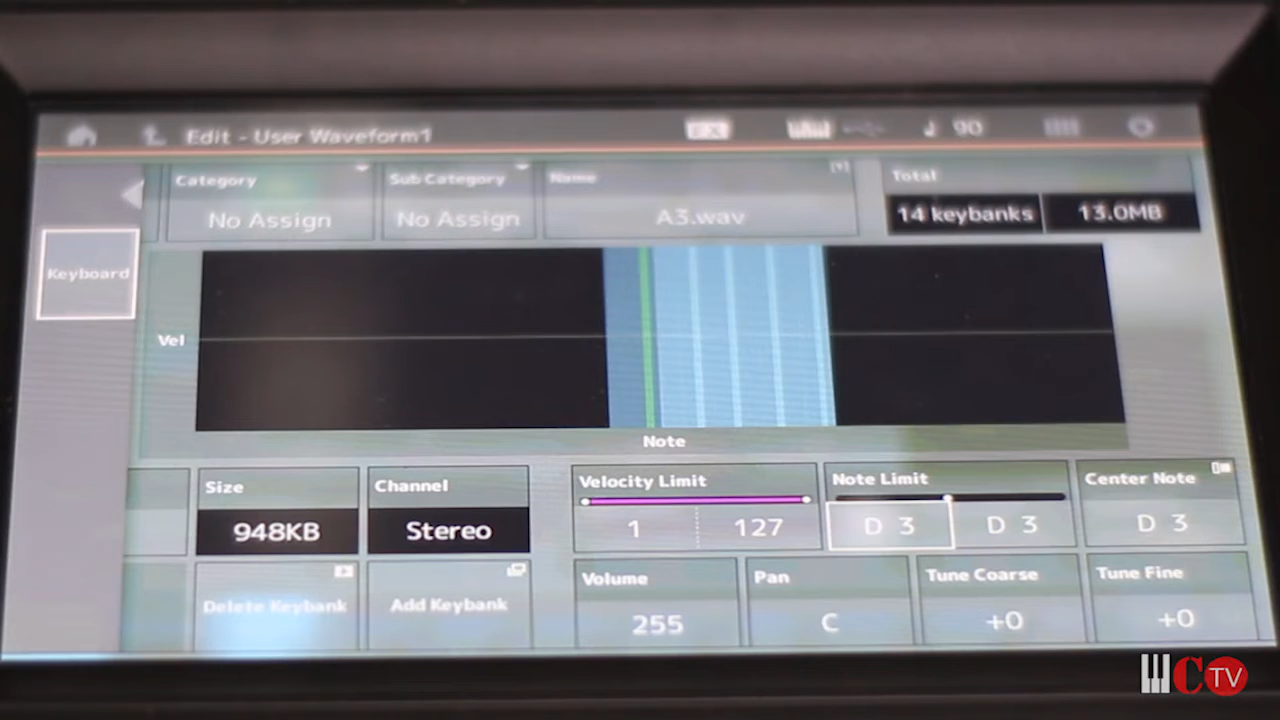 Edit - User Waveform1
FX
♩ 90
Category
No Assign
Sub Category
No Assign
Name
A3.wav
Total
14 keybanks
13.0MB
Keyboard
Vel
Note
Size
948KB
Channel
Stereo
Velocity Limit
1
127
Note Limit
D 3
D 3
Center Note
D 3
Delete Keybank
Add Keybank
Volume
255
Pan
C
Tune Coarse
+0
Tune Fine
+0
CTV